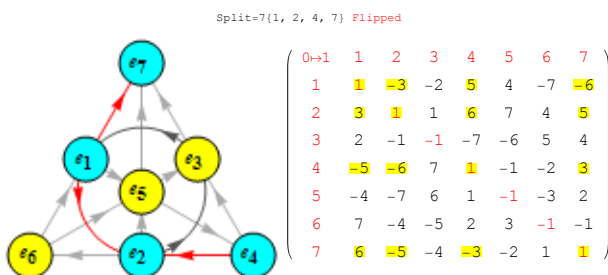 Split=7{1, 2, 4, 7} Flipped
e7
e1
e3
e5
e6
e2
e4
0↦1 1 2 3 4 5 6 7
1 1 -3 -2 5 4 -7 -6
2 3 1 1 6 7 4 5
3 2 -1 -1 -7 -6 5 4
4 -5 -6 7 1 -1 -2 3
5 -4 -7 6 1 -1 -3 2
6 7 -4 -5 2 3 -1 -1
7 6 -5 -4 -3 -2 1 1